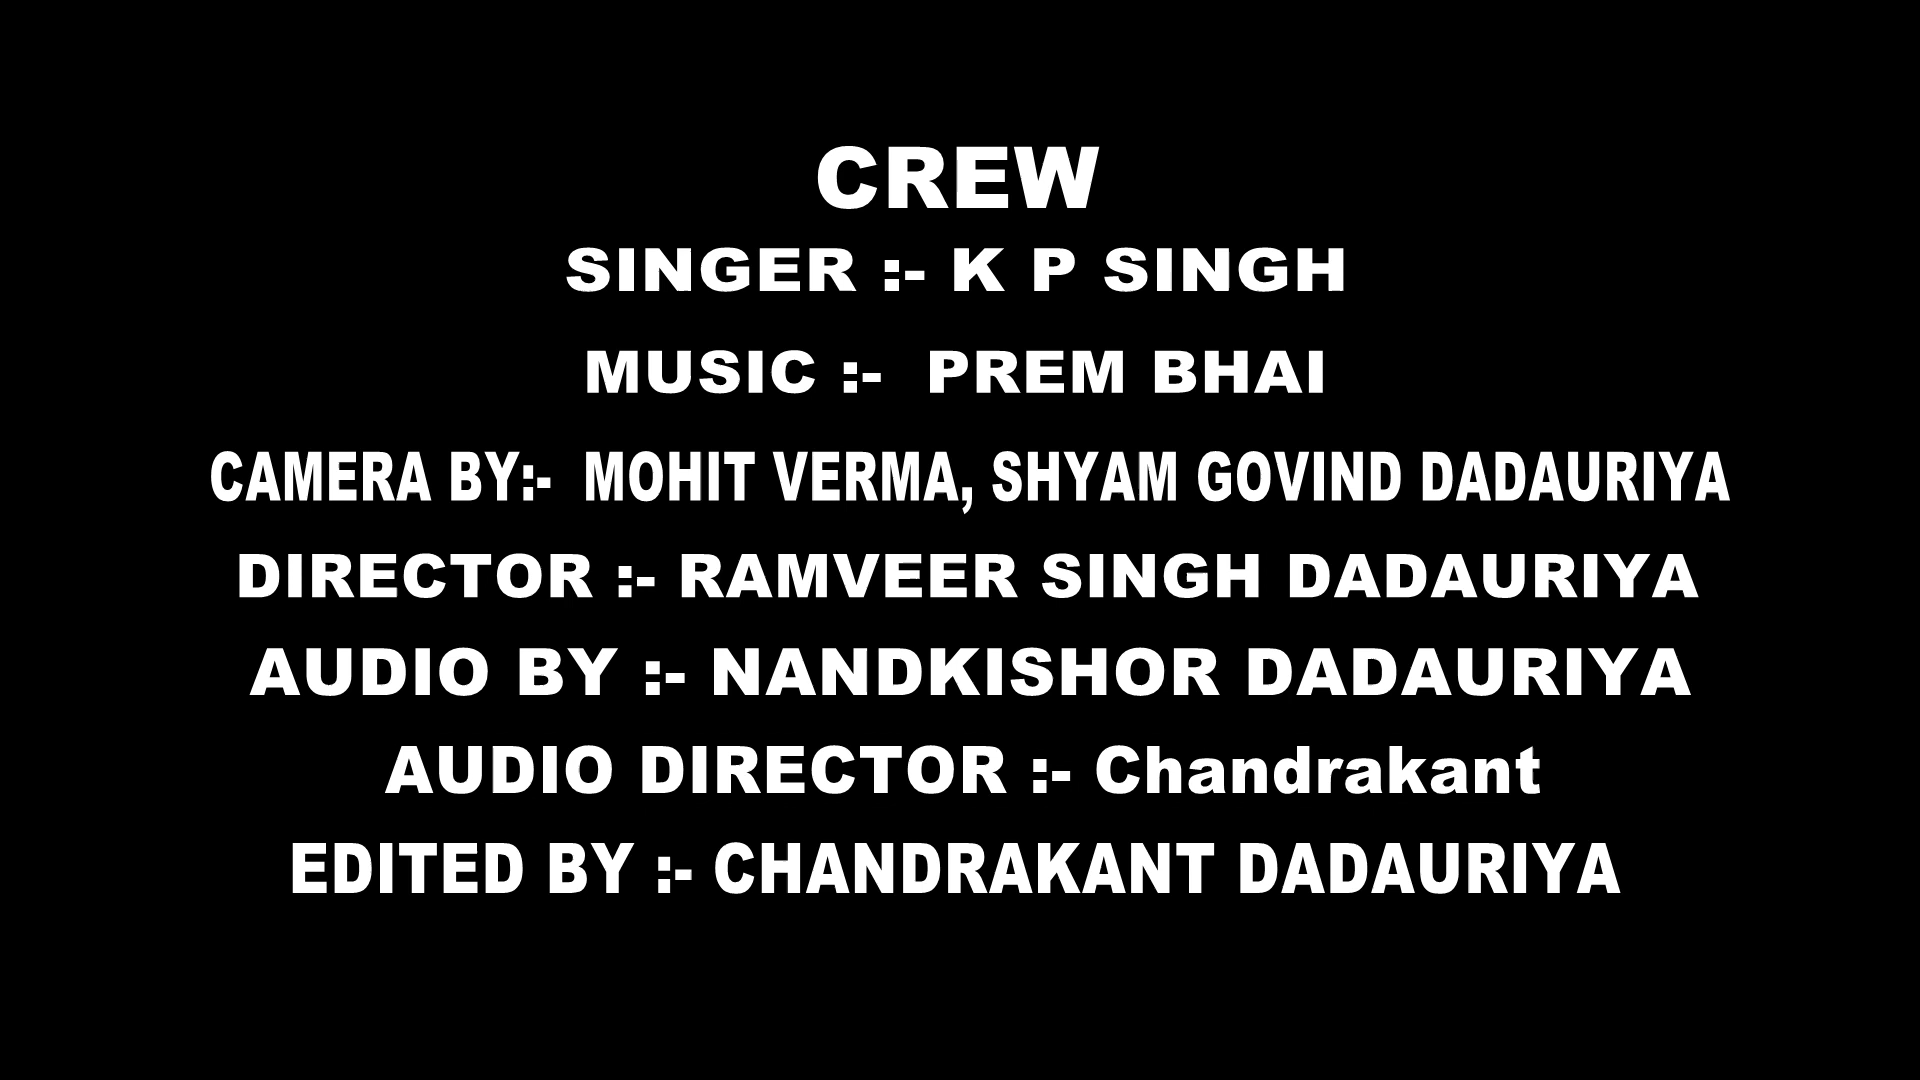 CREW
SINGER :- K P SINGH
MUSIC :-  PREM BHAI
CAMERA BY:-  MOHIT VERMA, SHYAM GOVIND DADAURIYA
DIRECTOR :- RAMVEER SINGH DADAURIYA
AUDIO BY :- NANDKISHOR DADAURIYA
AUDIO DIRECTOR :- Chandrakant
EDITED BY :- CHANDRAKANT DADAURIYA